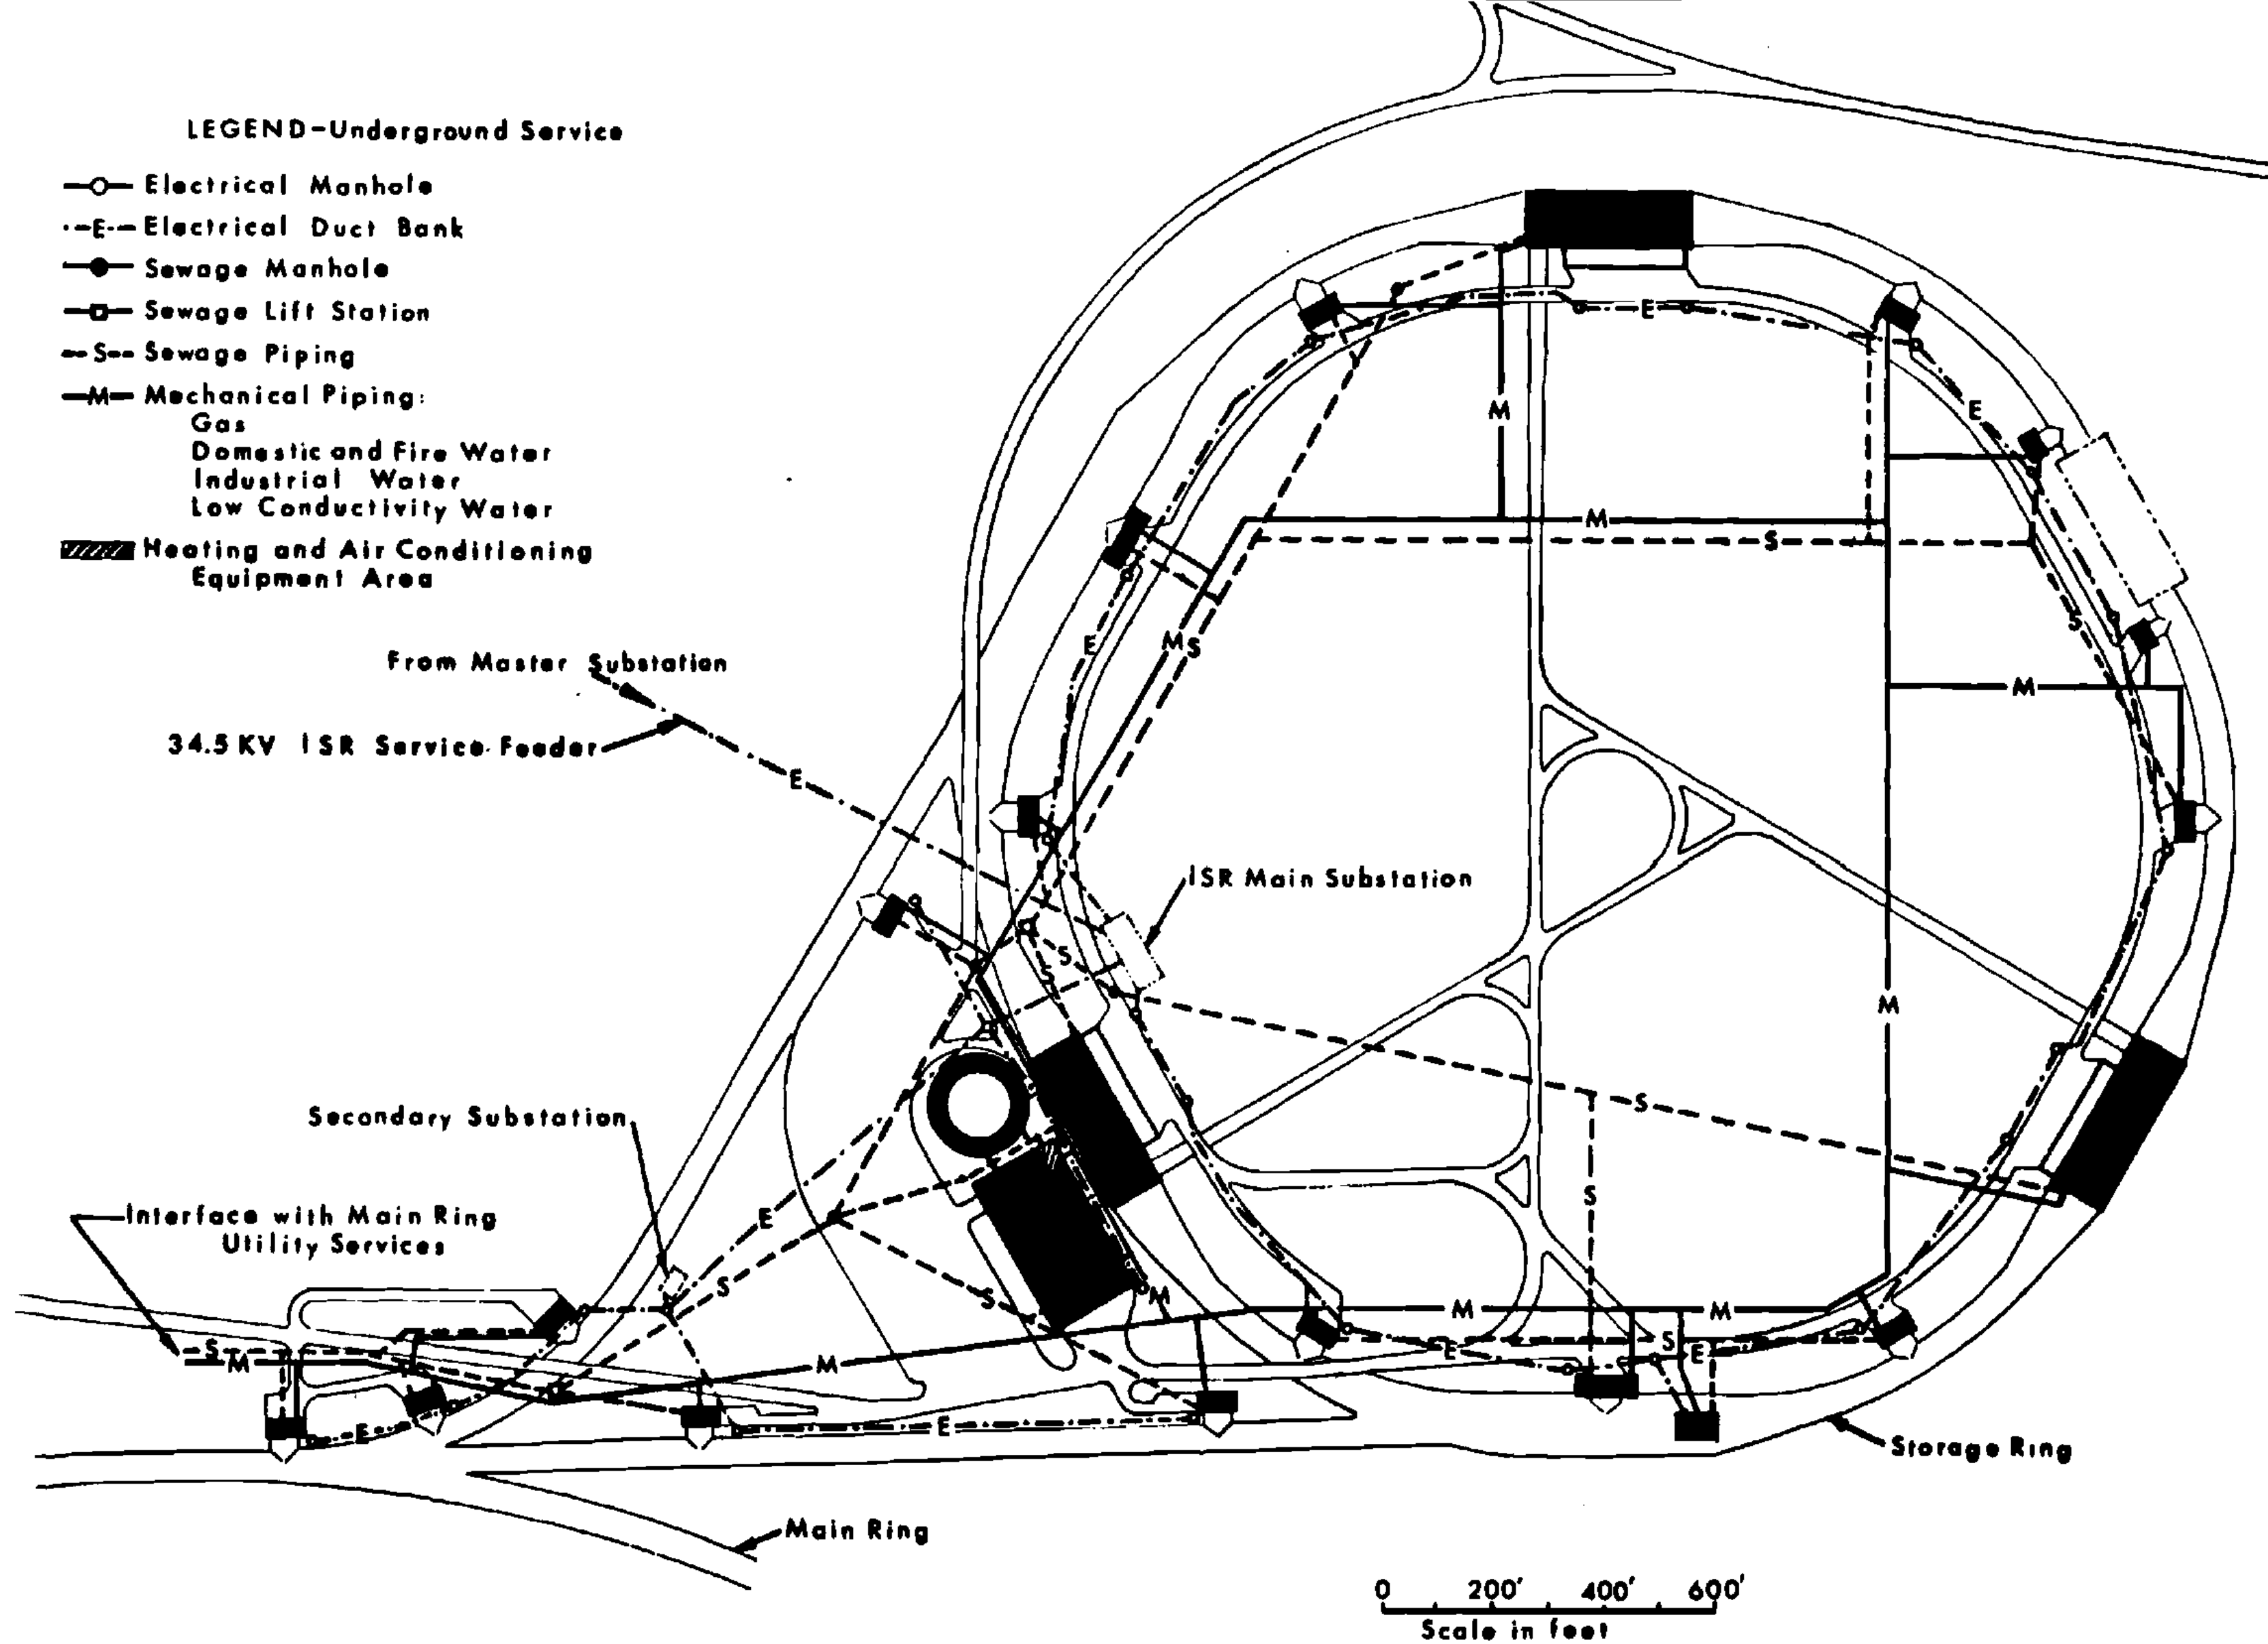 LEGEND-Underground Service
Electrical Manhole
E Electrical Duct Bank
Sewage Manhole
Sewage Lift Station
S Sewage Piping
M Mechanical Piping:
Gas
Domestic and Fire Water
Industrial Water
Low Conductivity Water
Heating and Air Conditioning
Equipment Area
E
E
M
M
S
E
M
S
S
From Master Substation
M
34.5 KV ISR Service Feeder
E
ISR Main Substation
S
S
M
Secondary Substation
S
S
Interface with Main Ring
Utility Services
E
S
S
M
M
M
S
M
S
M
E
S
E
E
E
Storage Ring
Main Ring
0 200' 400' 600'
Scale in feet